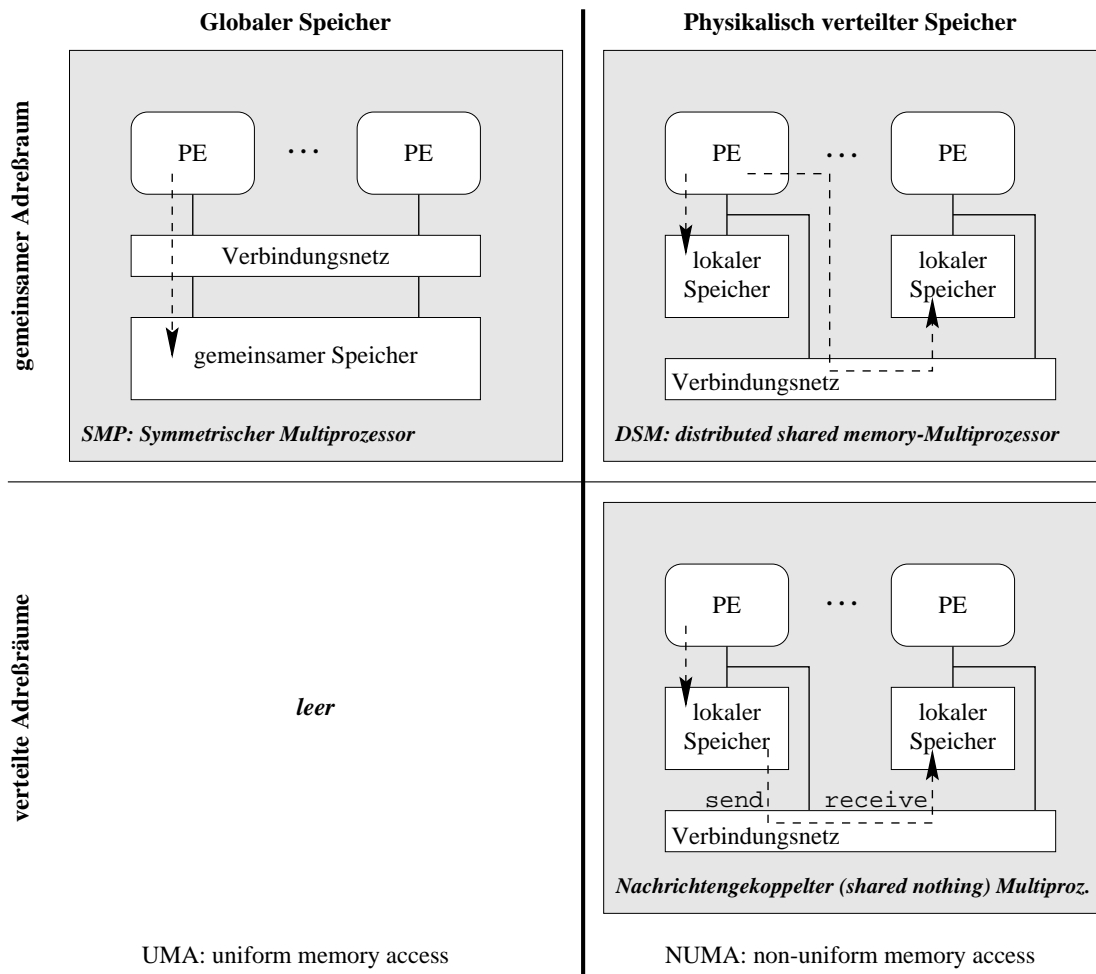 Globaler Speicher
Physikalisch verteilter Speicher
gemeinsamer Adreßraum
PE
...
PE
Verbindungsnetz
gemeinsamer Speicher
SMP: Symmetrischer Multiprozessor
PE
...
PE
lokaler
Speicher
lokaler
Speicher
Verbindungsnetz
DSM: distributed shared memory-Multiprozessor
verteilte Adreßräume
leer
PE
...
PE
lokaler
Speicher
lokaler
Speicher
send
receive
Verbindungsnetz
Nachrichtengekoppelter (shared nothing) Multiproz.
UMA: uniform memory access
NUMA: non-uniform memory access